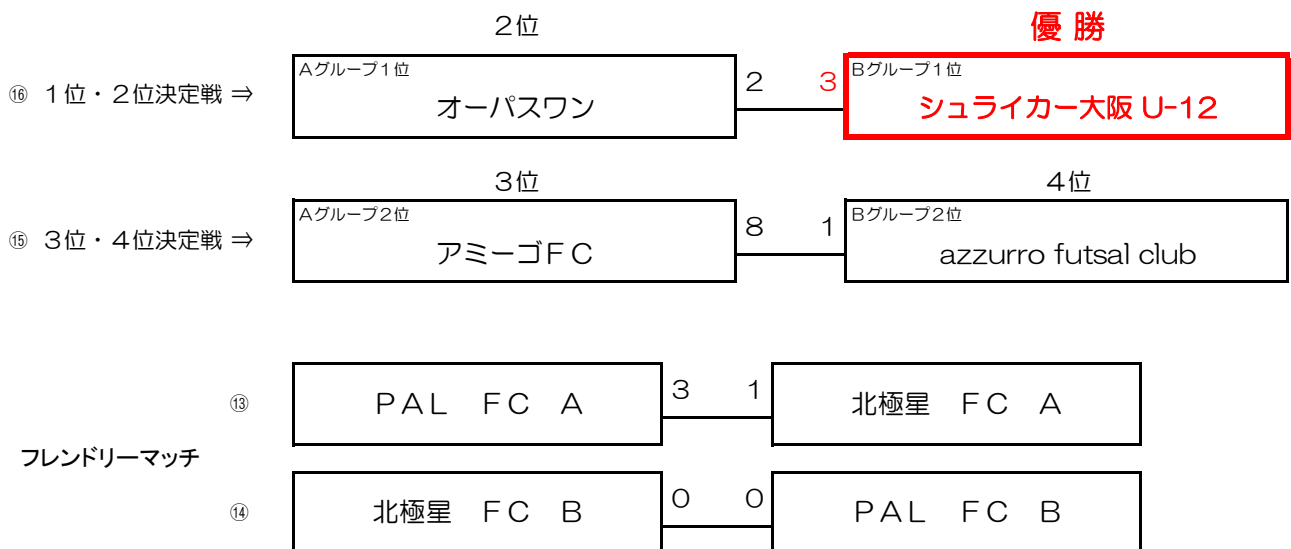 ２位 優 勝
Ａグループ１位 Ｂグループ１位
⑯ １位・２位決定戦 ⇒ オーパスワン ２ ３ シュライカー大阪 U-12
３位 ４位
Ａグループ２位 Ｂグループ２位
⑮ ３位・４位決定戦 ⇒ アミーゴＦＣ ８ １ azzurro futsal club
⑬ ＰＡＬ ＦＣ Ａ ３ １ 北極星 ＦＣ Ａ
フレンドリーマッチ
⑭ 北極星 ＦＣ Ｂ ０ ０ ＰＡＬ ＦＣ Ｂ